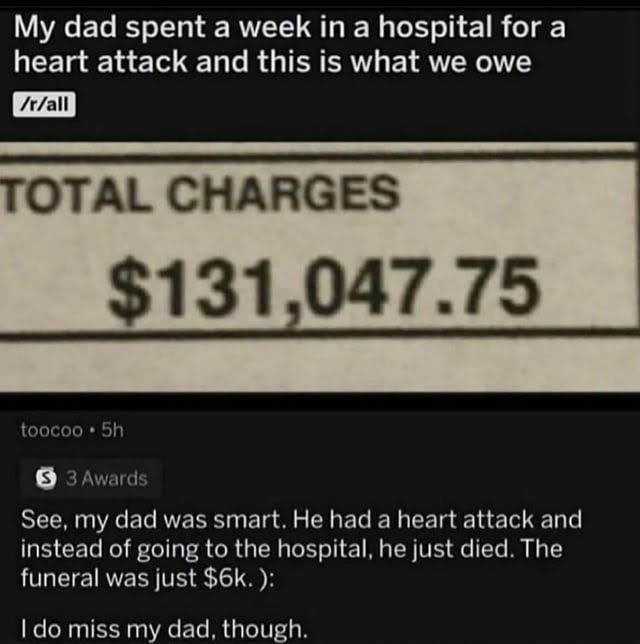 My dad spent a week in a hospital for a
heart attack and this is what we owe
/r/all
TOTAL CHARGES
$131,047.75
toocoo • 5h
S 3 Awards
See, my dad was smart. He had a heart attack and
instead of going to the hospital, he just died. The
funeral was just $6k. ):
I do miss my dad, though.